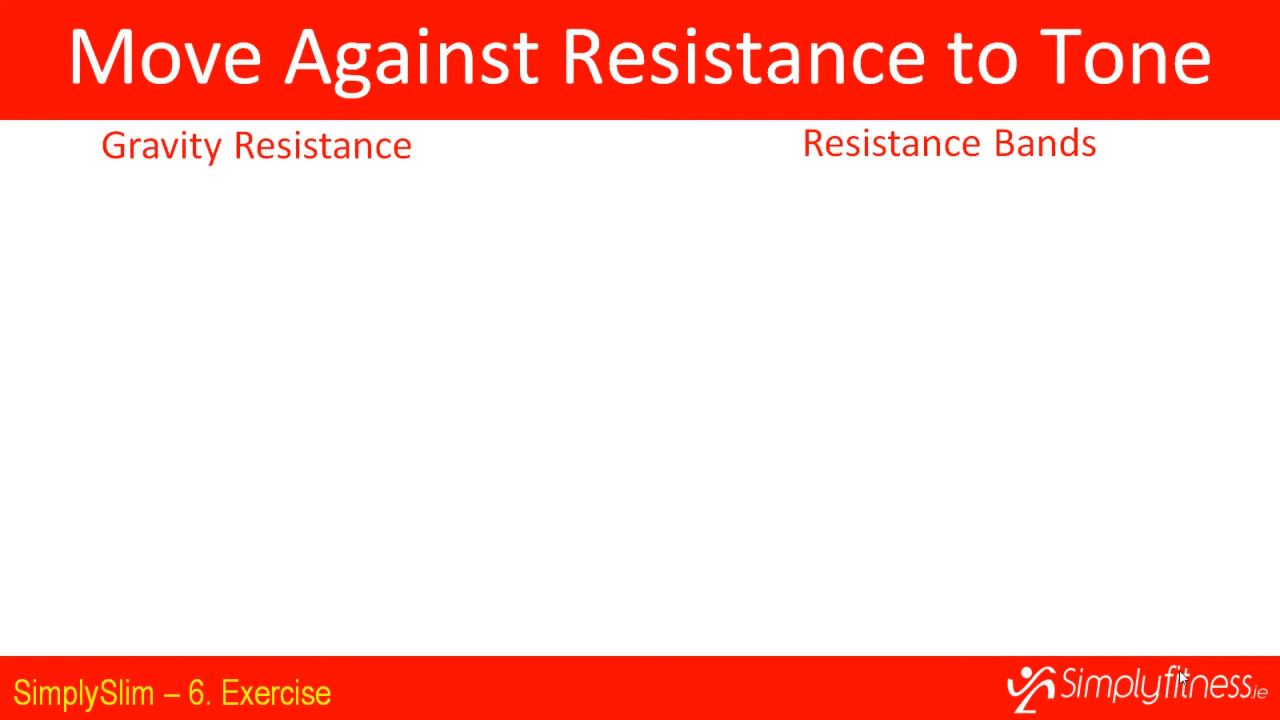 Move Against Resistance to Tone
Gravity Resistance
Resistance Bands
SimplySlim – 6. Exercise
Simplyfitness.ie